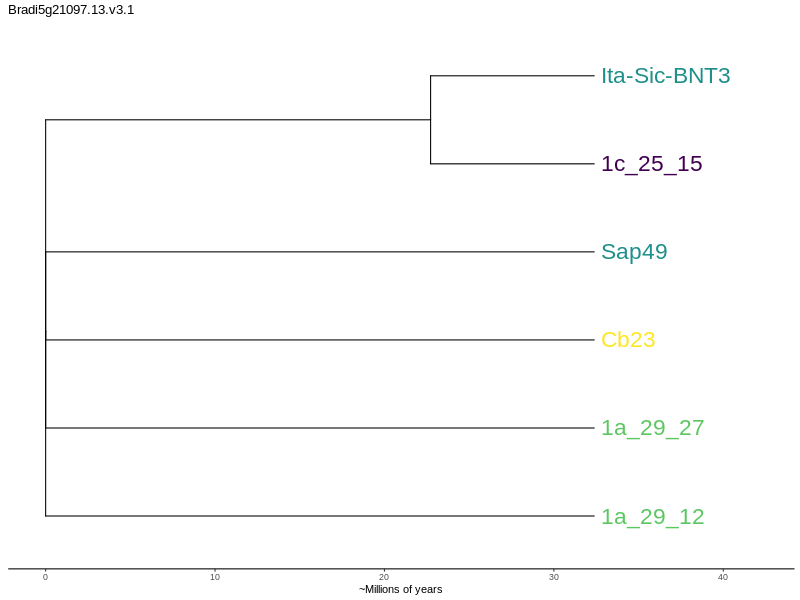 Bradi5g21097.13.v3.1
Ita-Sic-BNT3
1c_25_15
Sap49
Cb23
1a_29_27
1a_29_12
0 10 20 30 40
~Millions of years